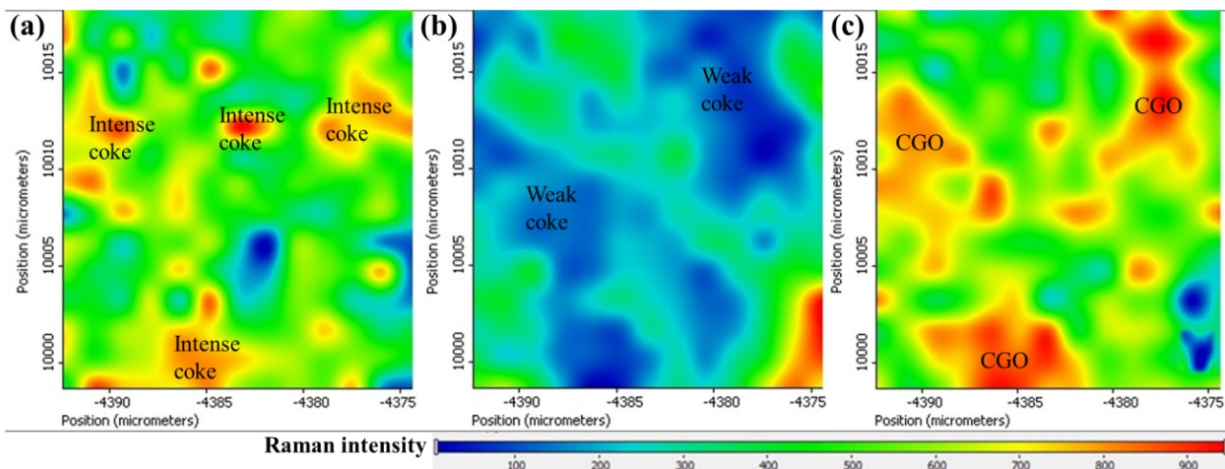 (a)
Intense
coke
Intense
coke
Intense
coke
Intense
coke
10015
10010
10005
10000
Position (micrometers)
-4390
-4385
-4380
-4375
Position (micrometers)
(b)
Weak
coke
Weak
coke
10015
10010
10005
10000
Position (micrometers)
-4390
-4385
-4380
-4375
Position (micrometers)
(c)
CGO
CGO
CGO
10015
10010
10005
10000
Position (micrometers)
-4390
-4385
-4380
-4375
Position (micrometers)
Raman intensity
100 200 300 400 500 600 700 800 900